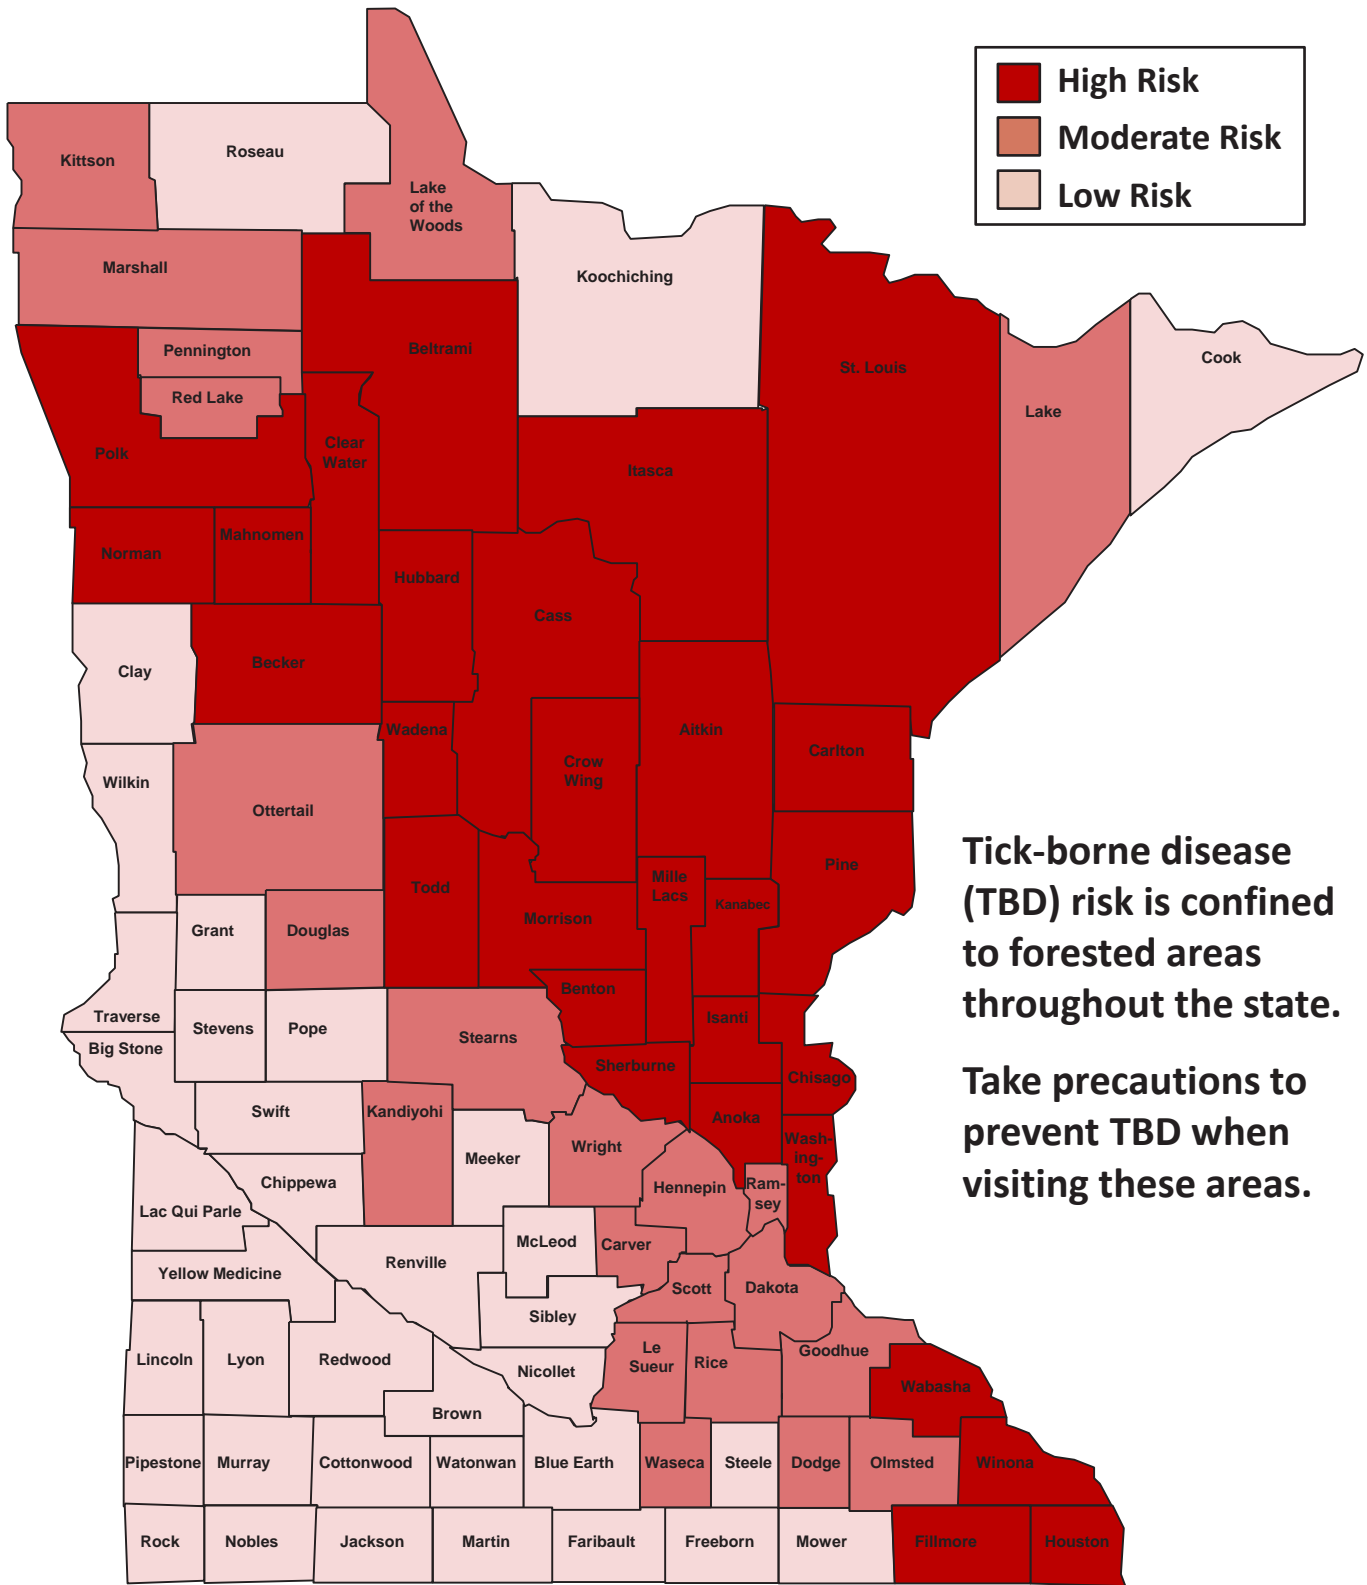 High Risk
Moderate Risk
Low Risk
Kittson
Roseau
Lake
of the
Woods
Marshall
Koochiching
Pennington
Beltrami
St. Louis
Cook
Red Lake
Lake
Clear
Water
Polk
Itasca
Norman
Mahnomen
Hubbard
Cass
Clay
Becker
Wadena
Aitkin
Carlton
Crow
Wing
Wilkin
Ottertail
Pine
Todd
Mille
Lacs
Kanabec
Morrison
Grant
Douglas
Benton
Traverse
Stevens
Pope
Stearns
Isanti
Big Stone
Sherburne
Chisago
Swift
Kandiyohi
Anoka
Wash-
ing-
ton
Wright
Meeker
Chippewa
Hennepin
Ram-
sey
Lac Qui Parle
McLeod
Carver
Renville
Yellow Medicine
Scott
Dakota
Sibley
Lincoln
Lyon
Redwood
Nicollet
Le
Sueur
Rice
Goodhue
Wabasha
Brown
Pipestone
Murray
Cottonwood
Watonwan
Blue Earth
Waseca
Steele
Dodge
Olmsted
Winona
Rock
Nobles
Jackson
Martin
Faribault
Freeborn
Mower
Fillmore
Houston
Tick-borne disease
(TBD) risk is confined
to forested areas
throughout the state.
Take precautions to
prevent TBD when
visiting these areas.